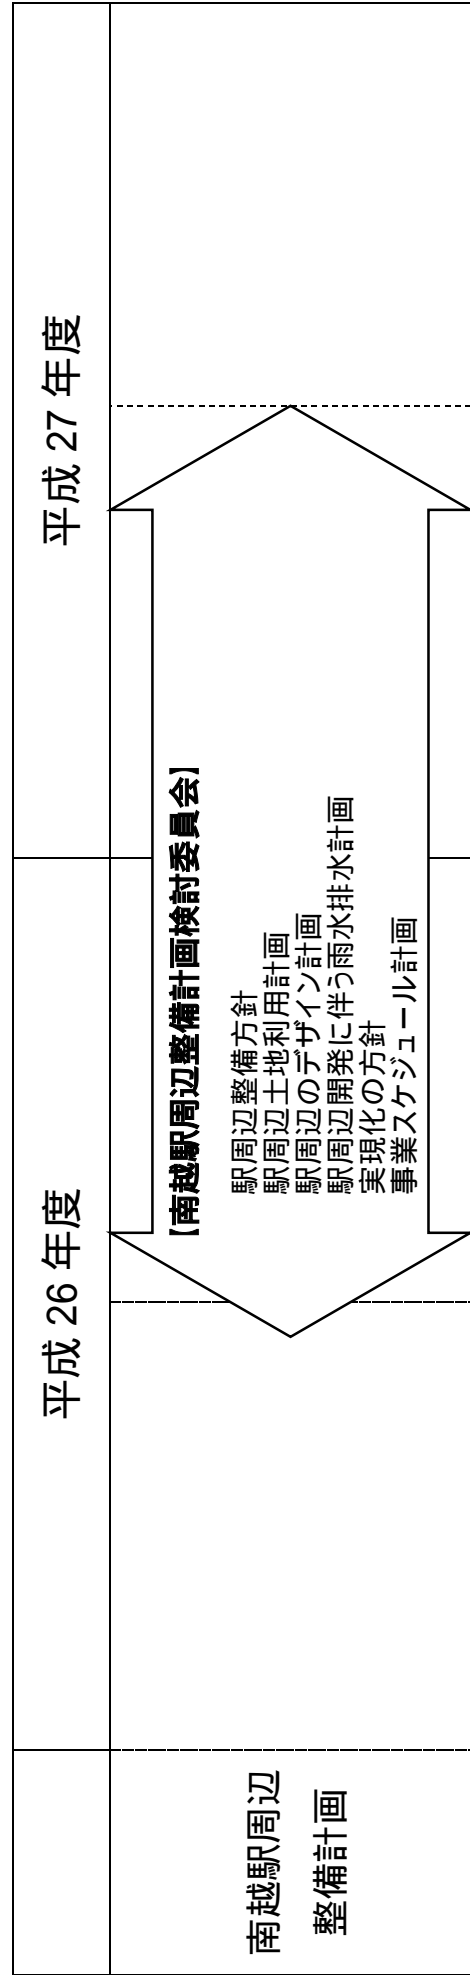 平成 26 年度
平成 27 年度
南越駅周辺
整備計画
【南越駅周辺整備計画検討委員会】
駅周辺整備方針
駅周辺土地利用計画
駅周辺のデザイン計画
駅周辺開発に伴う雨水排水計画
実現化の方針
事業スケジュール計画